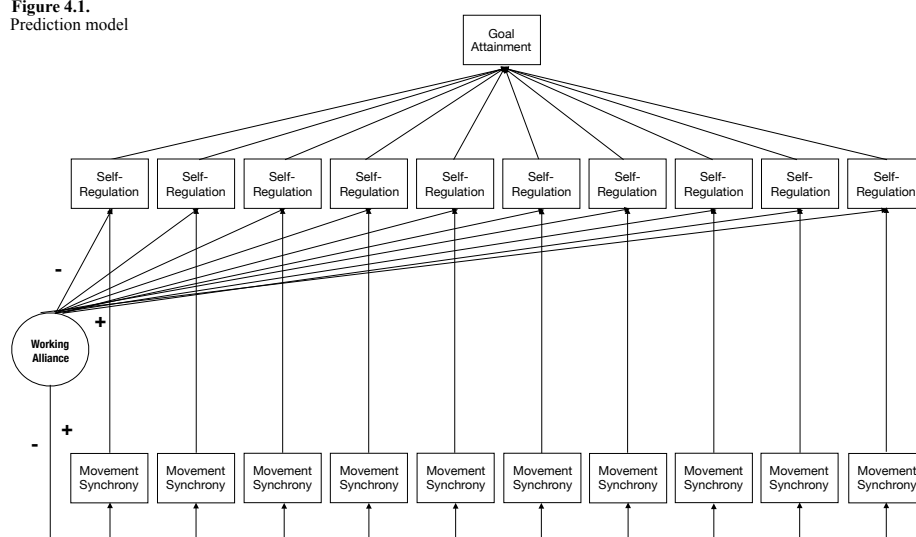 Figure 4.1.
Prediction model
Goal
Attainment
Self-
Regulation
Self-
Regulation
Self-
Regulation
Self-
Regulation
Self-
Regulation
Self-
Regulation
Self-
Regulation
Self-
Regulation
Self-
Regulation
Self-
Regulation
-
+
Working
Alliance
+
-
Movement
Synchrony
Movement
Synchrony
Movement
Synchrony
Movement
Synchrony
Movement
Synchrony
Movement
Synchrony
Movement
Synchrony
Movement
Synchrony
Movement
Synchrony
Movement
Synchrony